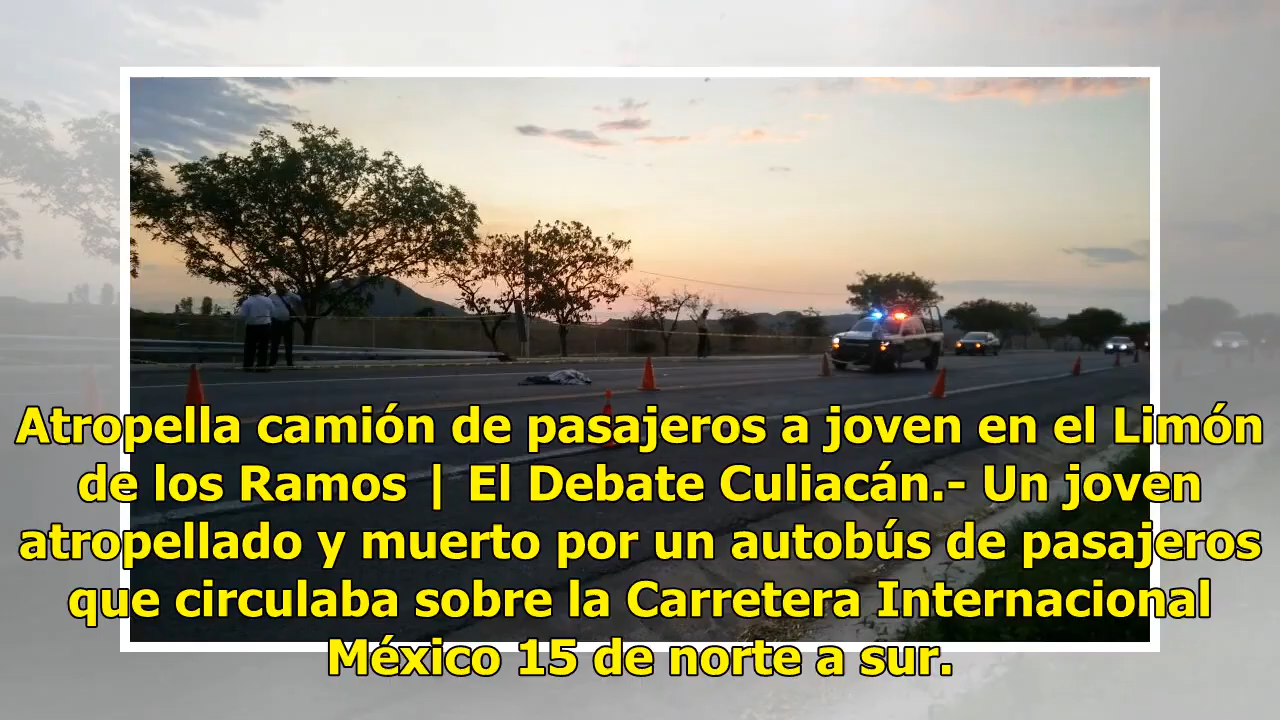 Atropella camión de pasajeros a joven en el Limón
de los Ramos | El Debate Culiacán.- Un joven
atropellado y muerto por un autobús de pasajeros
que circulaba sobre la Carretera Internacional
México 15 de norte a sur.